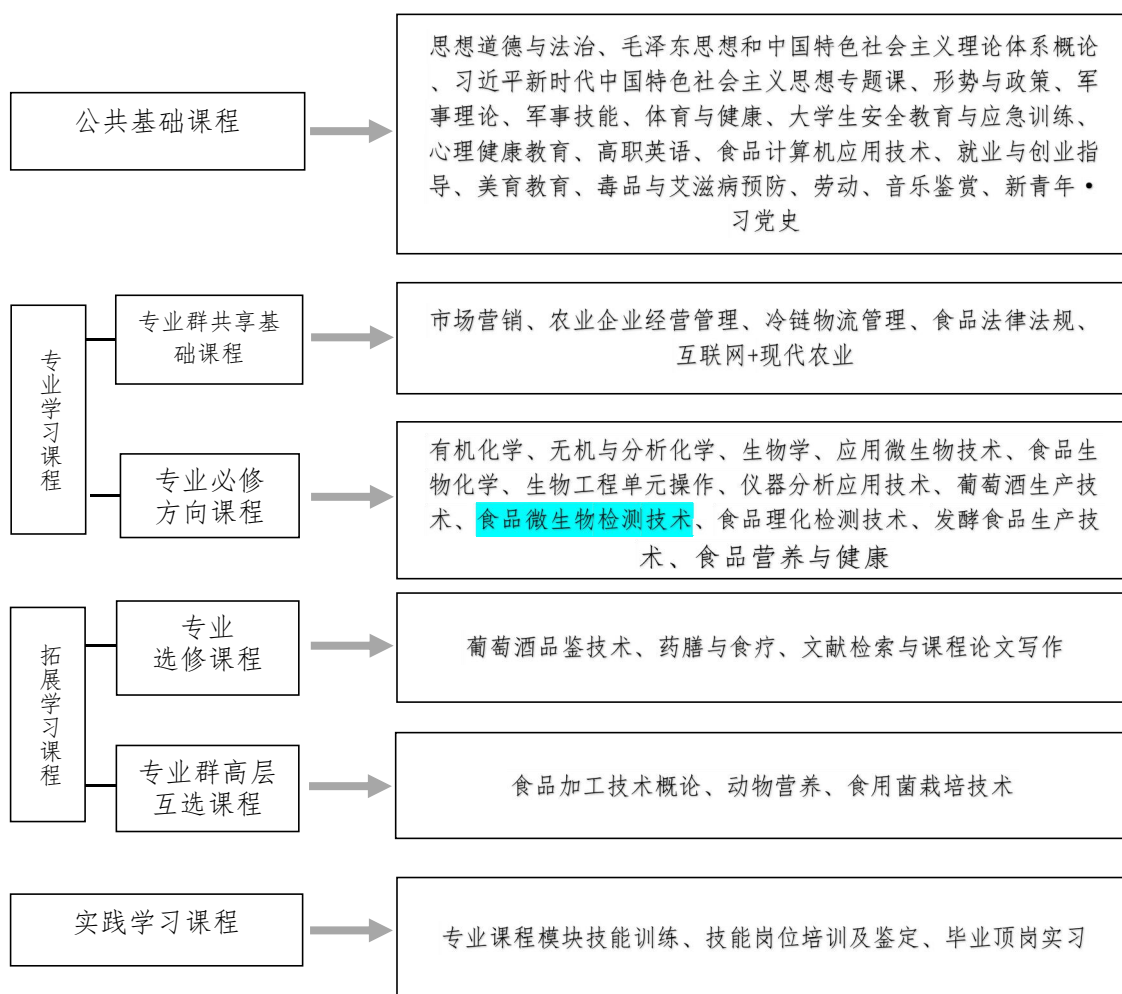 公共基础课程
思想道德与法治、毛泽东思想和中国特色社会主义理论体系概论
、习近平新时代中国特色社会主义思想专题课、形势与政策、军
事理论、军事技能、体育与健康、大学生安全教育与应急训练、
心理健康教育、高职英语、食品计算机应用技术、就业与创业指
导、美育教育、毒品与艾滋病预防、劳动、音乐鉴赏、新青年·
习党史
专业学习课程
专业群共享基
础课程
市场营销、农业企业经营管理、冷链物流管理、食品法律法规、
互联网+现代农业
专业必修
方向课程
有机化学、无机与分析化学、生物学、应用微生物技术、食品生
物化学、生物工程单元操作、仪器分析应用技术、葡萄酒生产技
术、食品微生物检测技术、食品理化检测技术、发酵食品生产技
术、食品营养与健康
拓展学习课程
专业
选修课程
葡萄酒品鉴技术、药膳与食疗、文献检索与课程论文写作
专业群高层
互选课程
食品加工技术概论、动物营养、食用菌栽培技术
实践学习课程
专业课程模块技能训练、技能岗位培训及鉴定、毕业顶岗实习